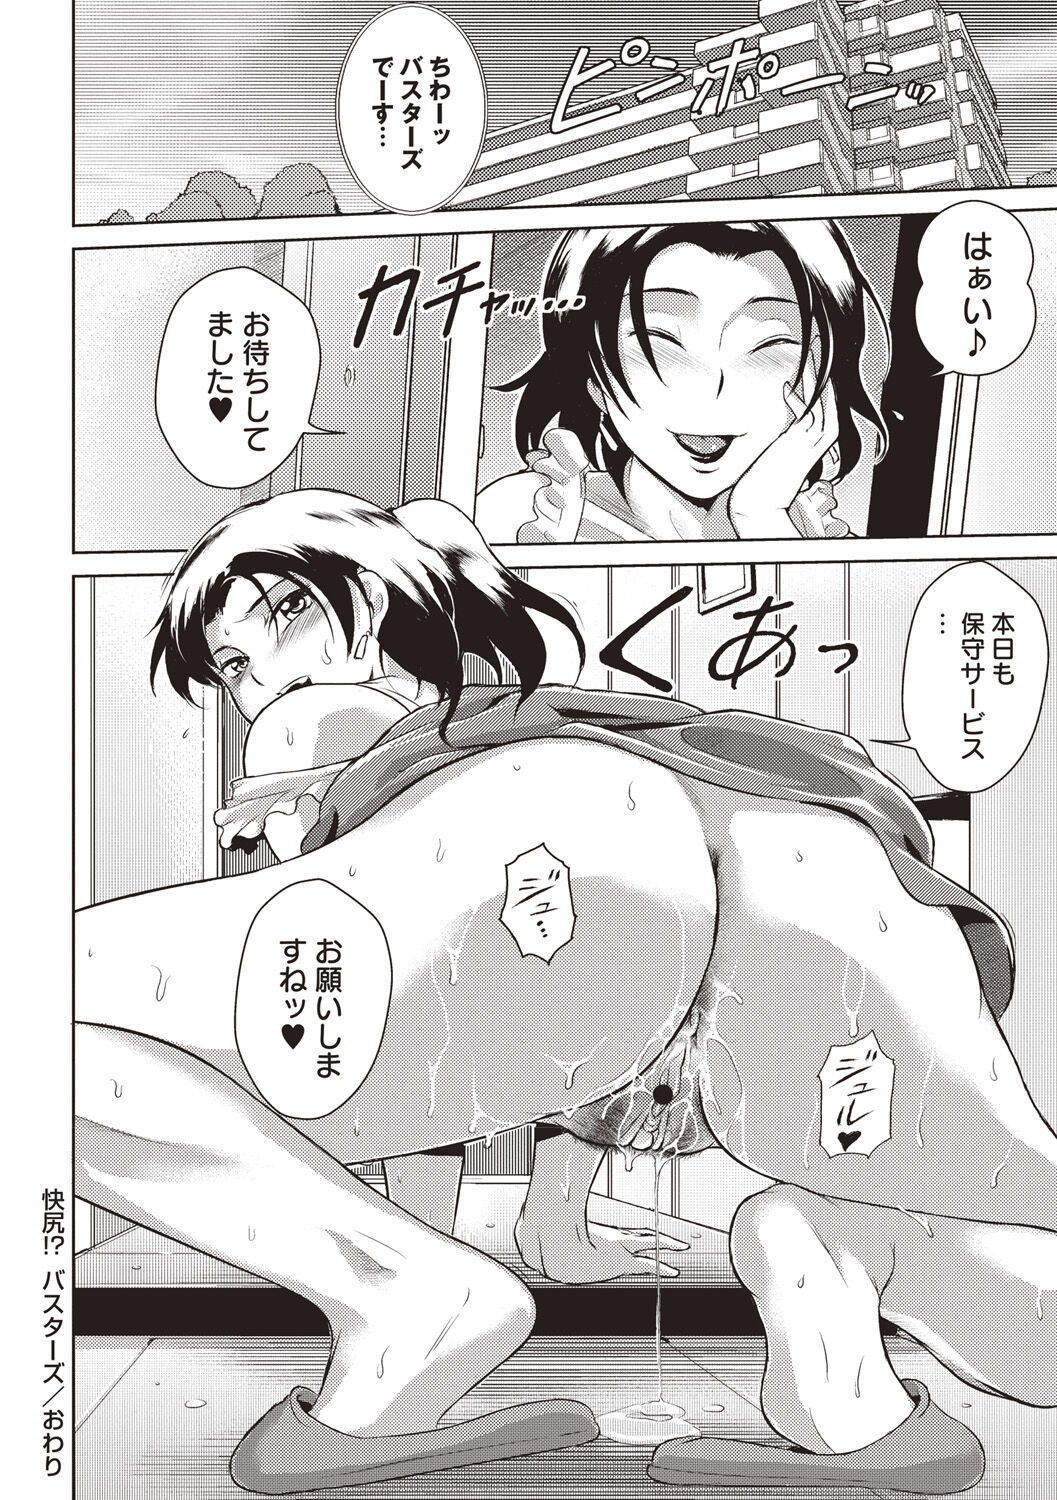 ピンポーーンッ
ちわーッ
バスターズ
でーす…
はぁい♪
カチャッ…
お待ちして
ました♥
くあっ
本日も
保守サービス
…
ジュ…
お願いしま
すねッ♥
ジュル♥
快尻!? バスターズ／おわり